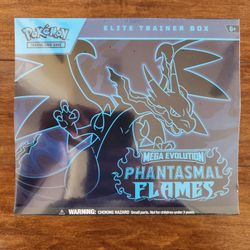 ELITE TRAINER BOX
6+
POKéMON
TRADING CARD GAME
MEGA EVOLUTION
PHANTASMAL
FLAMES
WARNING: CHOKING HAZARD Small parts. Not for children under 3 years.